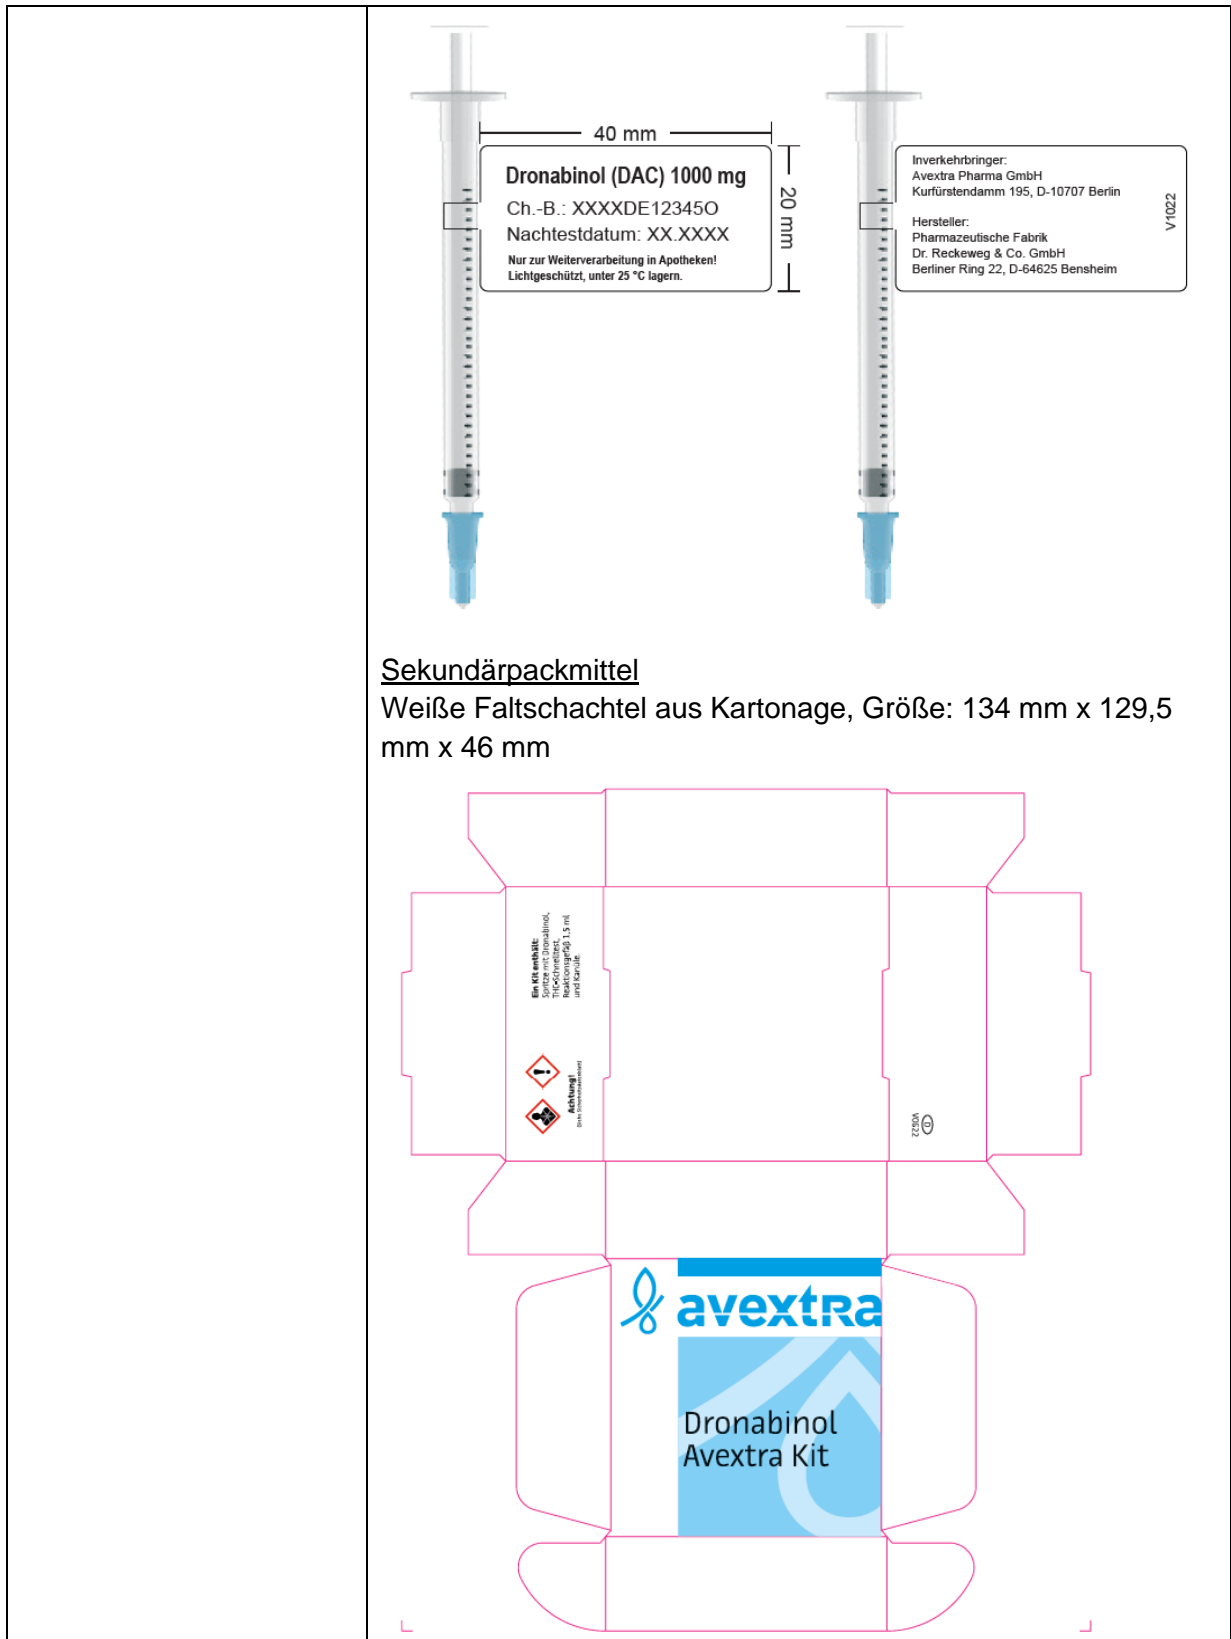 40 mm
Dronabinol (DAC) 1000 mg
Ch.-B.: XXXXDE12345O
Nachtestdatum: XX.XXXX
Nur zur Weiterverarbeitung in Apotheken!
Lichtgeschützt, unter 25 °C lagern.
20 mm
Inverkehrbringer:
Avextra Pharma GmbH
Kurfürstendamm 195, D-10707 Berlin
Hersteller:
Pharmazeutische Fabrik
Dr. Reckeweg & Co. GmbH
Berliner Ring 22, D-64625 Bensheim
V1022
Sekundärpackmittel
Weiße Faltschachtel aus Kartonage, Größe: 134 mm x 129,5
mm x 46 mm
Ein Kit enthält:
Spritze mit Dronabinol,
THC-Schnelltest,
Reaktionsgefäß 1,5 ml
und Kanüle.
Achtung!
Siehe Sicherheitsdatenblatt!
D
V0622
avextra
Dronabinol
Avextra Kit